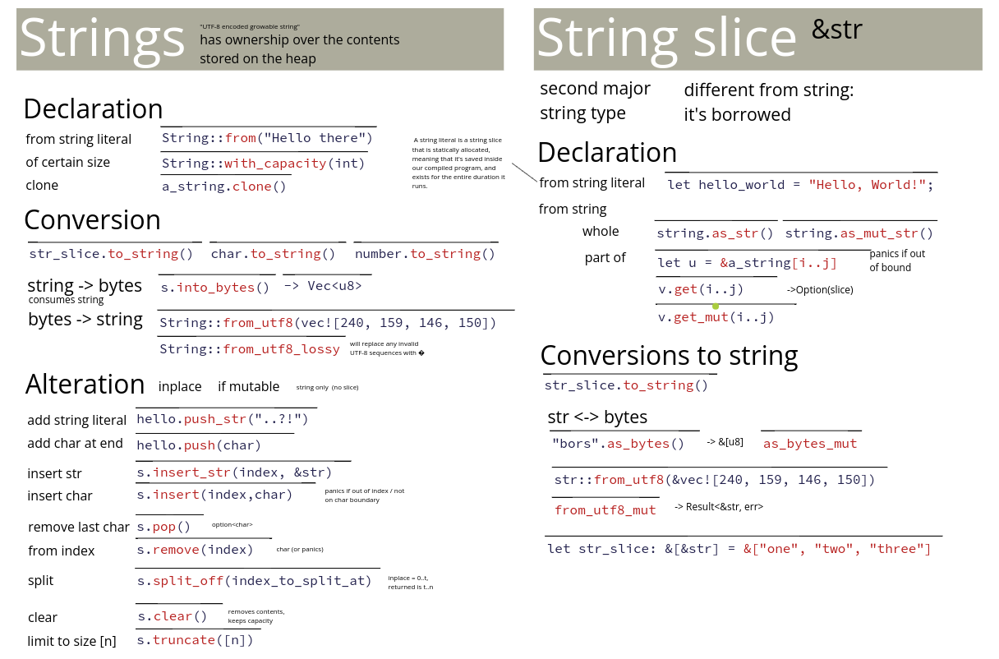 Strings
"UTF-8 encoded growable string"
has ownership over the contents
stored on the heap
Declaration
from string literal String::from("Hello there")
of certain size String::with_capacity(int)
clone a_string.clone()
Conversion
str_slice.to_string() char.to_string() number.to_string()
string -> bytes s.into_bytes() -> Vec<u8>
consumes string
bytes -> string String::from_utf8(vec![240, 159, 146, 150])
String::from_utf8_lossy
will replace any invalid
UTF-8 sequences with �
Alteration inplace if mutable string only (no slice)
add string literal hello.push_str("..?!")
add char at end hello.push(char)
insert str s.insert_str(index, &str)
insert char s.insert(index,char)
panics if out of index / not
on char boundary
remove last char s.pop() option<char>
from index s.remove(index) char (or panics)
split s.split_off(index_to_split_at)
inplace = 0..t,
returned is t..n
clear s.clear()
removes contents,
keeps capacity
limit to size [n] s.truncate([n])
String slice &str
second major
string type
different from string:
it's borrowed
Declaration
A string literal is a string slice
that is statically allocated,
meaning that it's saved inside
our compiled program, and
exists for the entire duration it
runs.
from string literal let hello_world = "Hello, World!";
from string
whole string.as_str() string.as_mut_str()
part of let u = &a_string[i..j]
panics if out
of bound
v.get(i..j) ->Option(slice)
v.get_mut(i..j)
Conversions to string
str_slice.to_string()
str <-> bytes
"bors".as_bytes() -> &[u8] as_bytes_mut
str::from_utf8(&vec![240, 159, 146, 150])
from_utf8_mut -> Result<&str, err>
let str_slice: &[&str] = &["one", "two", "three"]